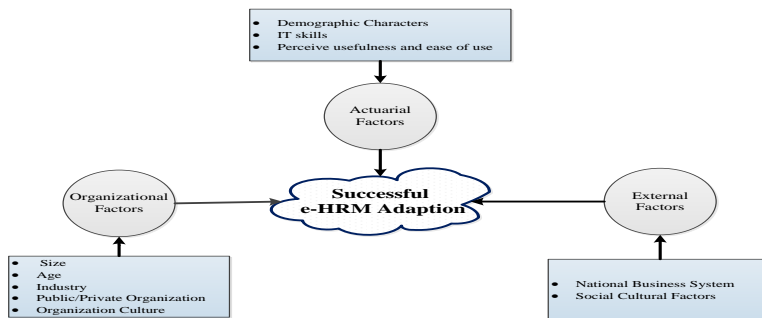 • Demographic Characters
• IT skills
• Perceive usefulness and ease of use
Actuarial
Factors
Successful
e-HRM Adaption
Organizational
Factors
External
Factors
• Size
• Age
• Industry
• Public/Private Organization
• Organization Culture
• National Business System
• Social Cultural Factors